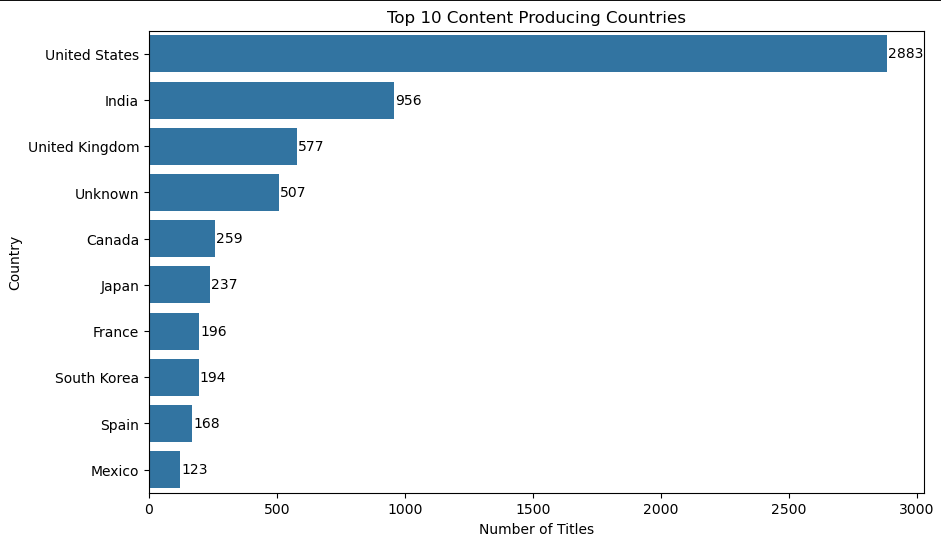 Top 10 Content Producing Countries
United States 2883
India 956
United Kingdom 577
Unknown 507
Canada 259
Japan 237
France 196
South Korea 194
Spain 168
Mexico 123
0 500 1000 1500 2000 2500 3000
Number of Titles
Country